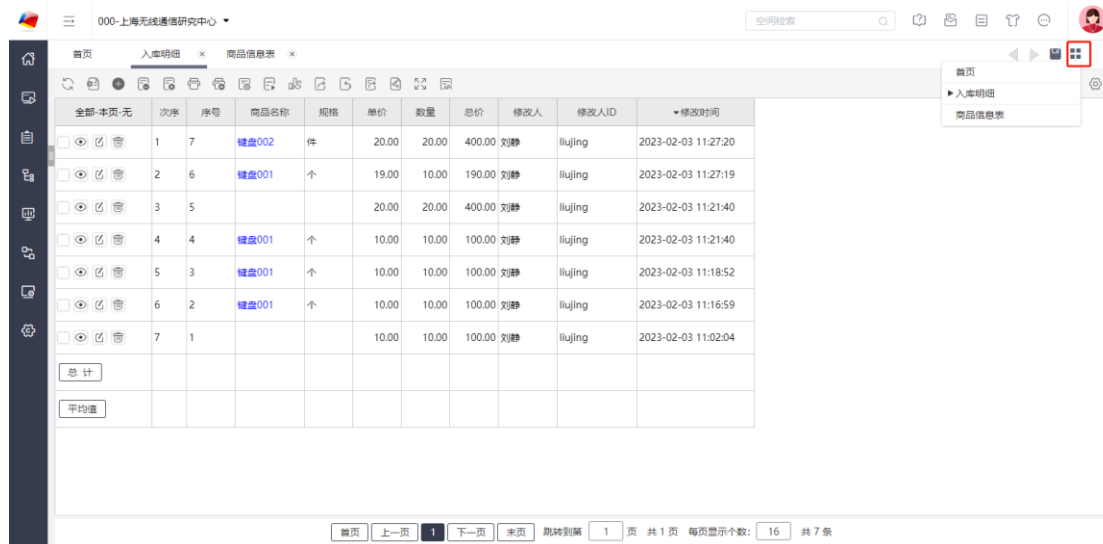 000-上海无线通信研究中心 ▼ 空间检索
首页 入库明细 × 商品信息表 ×
首页
▶入库明细
商品信息表
全部-本页-无 次序 序号 商品名称 规格 单价 数量 总价 修改人 修改人ID ▼修改时间
1 7 键盘002 件 20.00 20.00 400.00 刘静 liujing 2023-02-03 11:27:20
2 6 键盘001 个 19.00 10.00 190.00 刘静 liujing 2023-02-03 11:27:19
3 5 20.00 20.00 400.00 刘静 liujing 2023-02-03 11:21:40
4 4 键盘001 个 10.00 10.00 100.00 刘静 liujing 2023-02-03 11:21:40
5 3 键盘001 个 10.00 10.00 100.00 刘静 liujing 2023-02-03 11:18:52
6 2 键盘001 个 10.00 10.00 100.00 刘静 liujing 2023-02-03 11:16:59
7 1 10.00 10.00 100.00 刘静 liujing 2023-02-03 11:02:04
总 计
平均值
首页 上一页 1 下一页 末页 跳转到第 1 页 共 1 页 每页显示个数: 16 共 7 条